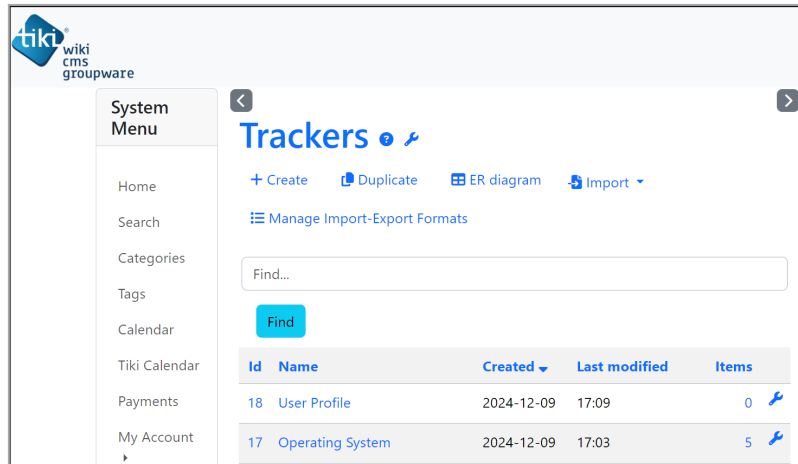 tiki
wiki
cms
groupware
System
Menu
Home
Search
Categories
Tags
Calendar
Tiki Calendar
Payments
My Account
Trackers
Create
Duplicate
ER diagram
Import
Manage Import-Export Formats
Find...
Find
Id Name Created Last modified Items
18 User Profile 2024-12-09 17:09 0
17 Operating System 2024-12-09 17:03 5